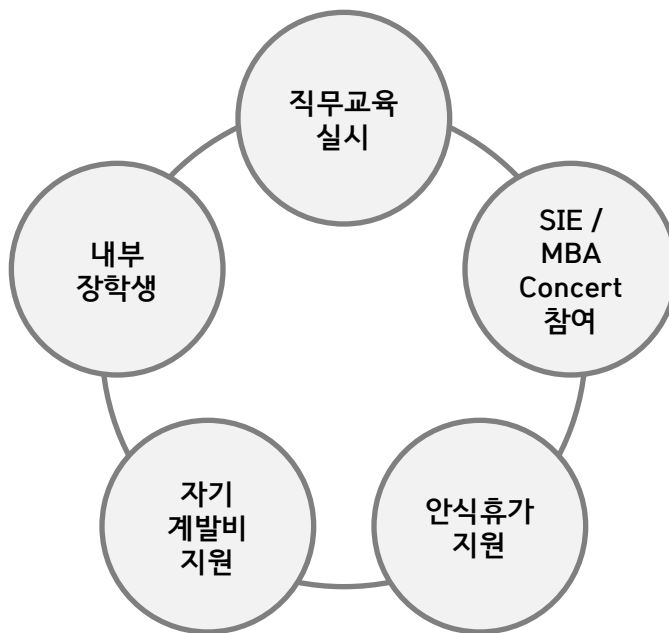 직무교육
실시
SIE /
MBA
Concert
참여
안식휴가
지원
자기
계발비
지원
내부
장학생